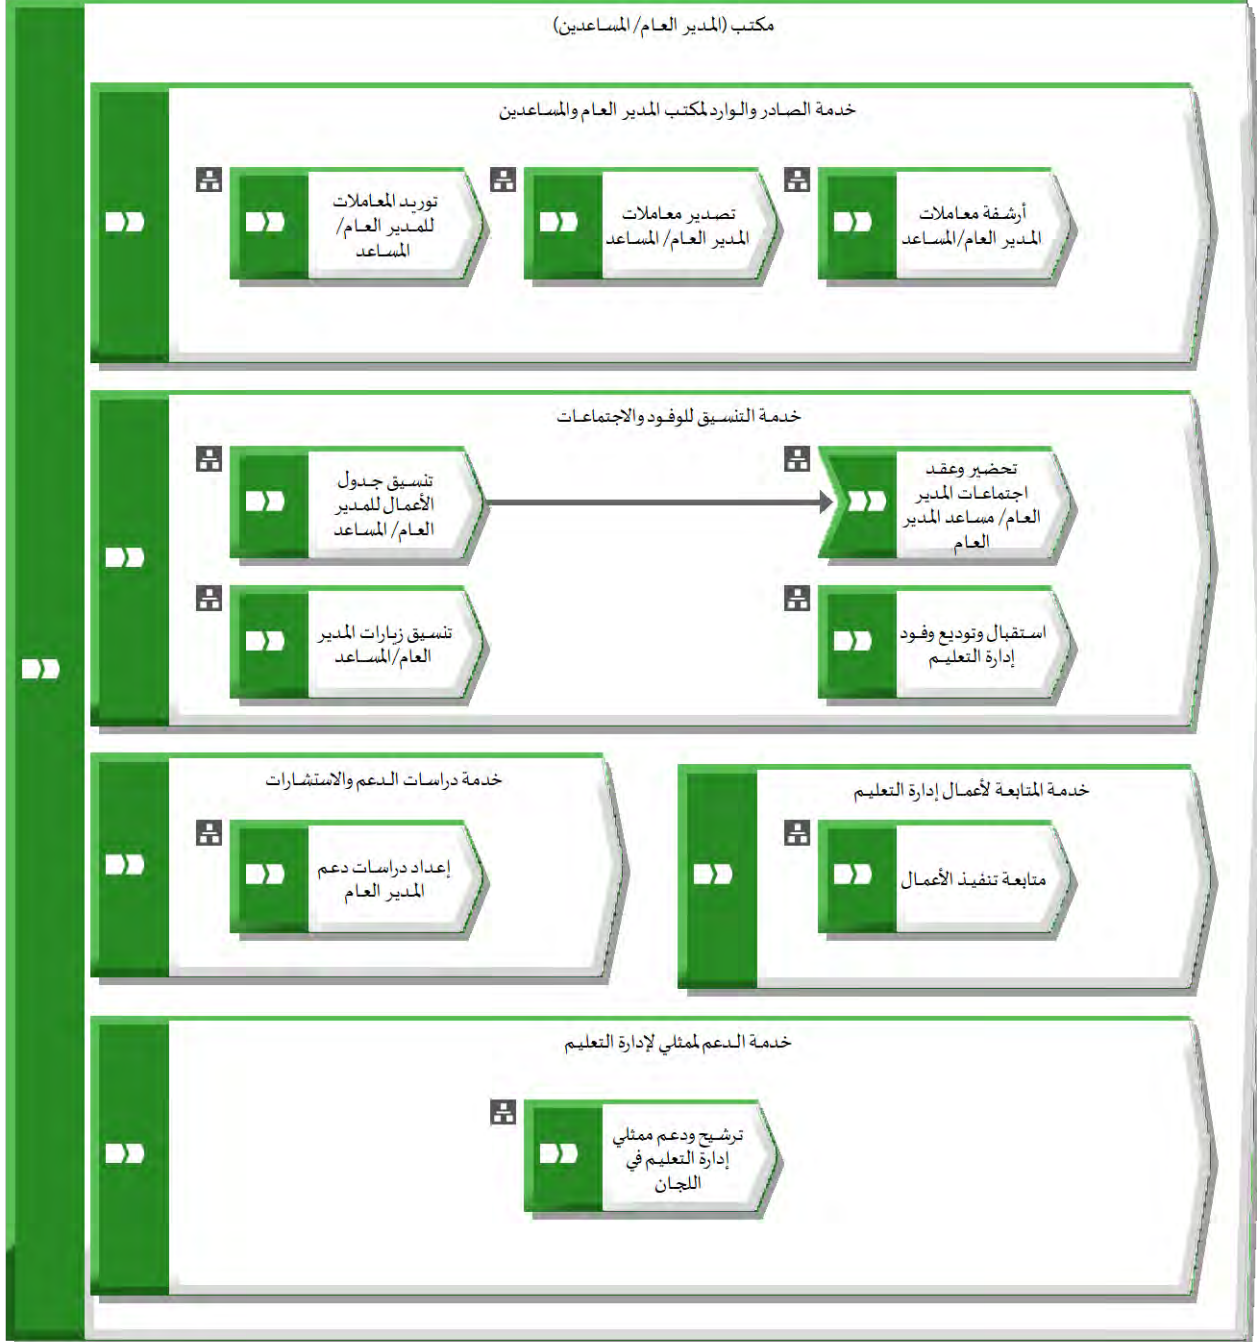 مكتب (المدير العام/ المساعدين)
خدمة الصادر والوارد لمكتب المدير العام والمساعدين
أرشفة معاملات
المدير العام/المساعد
تصدير معاملات
المدير العام/ المساعد
توريد المعاملات
للمدير العام/
المساعد
خدمة التنسيق للوفود والاجتماعات
تحضير وعقد
اجتماعات المدير
العام/ مساعد المدير
العام
تنسيق جدول
الأعمال للمدير
العام/ المساعد
استقبال وتوديع وفود
إدارة التعليم
تنسيق زيارات المدير
العام/المساعد
خدمة المتابعة لأعمال إدارة التعليم
متابعة تنفيذ الأعمال
خدمة دراسات الدعم والاستشارات
إعداد دراسات دعم
المدير العام
خدمة الدعم لممثلي لإدارة التعليم
ترشيح ودعم ممثلي
إدارة التعليم في
اللجان